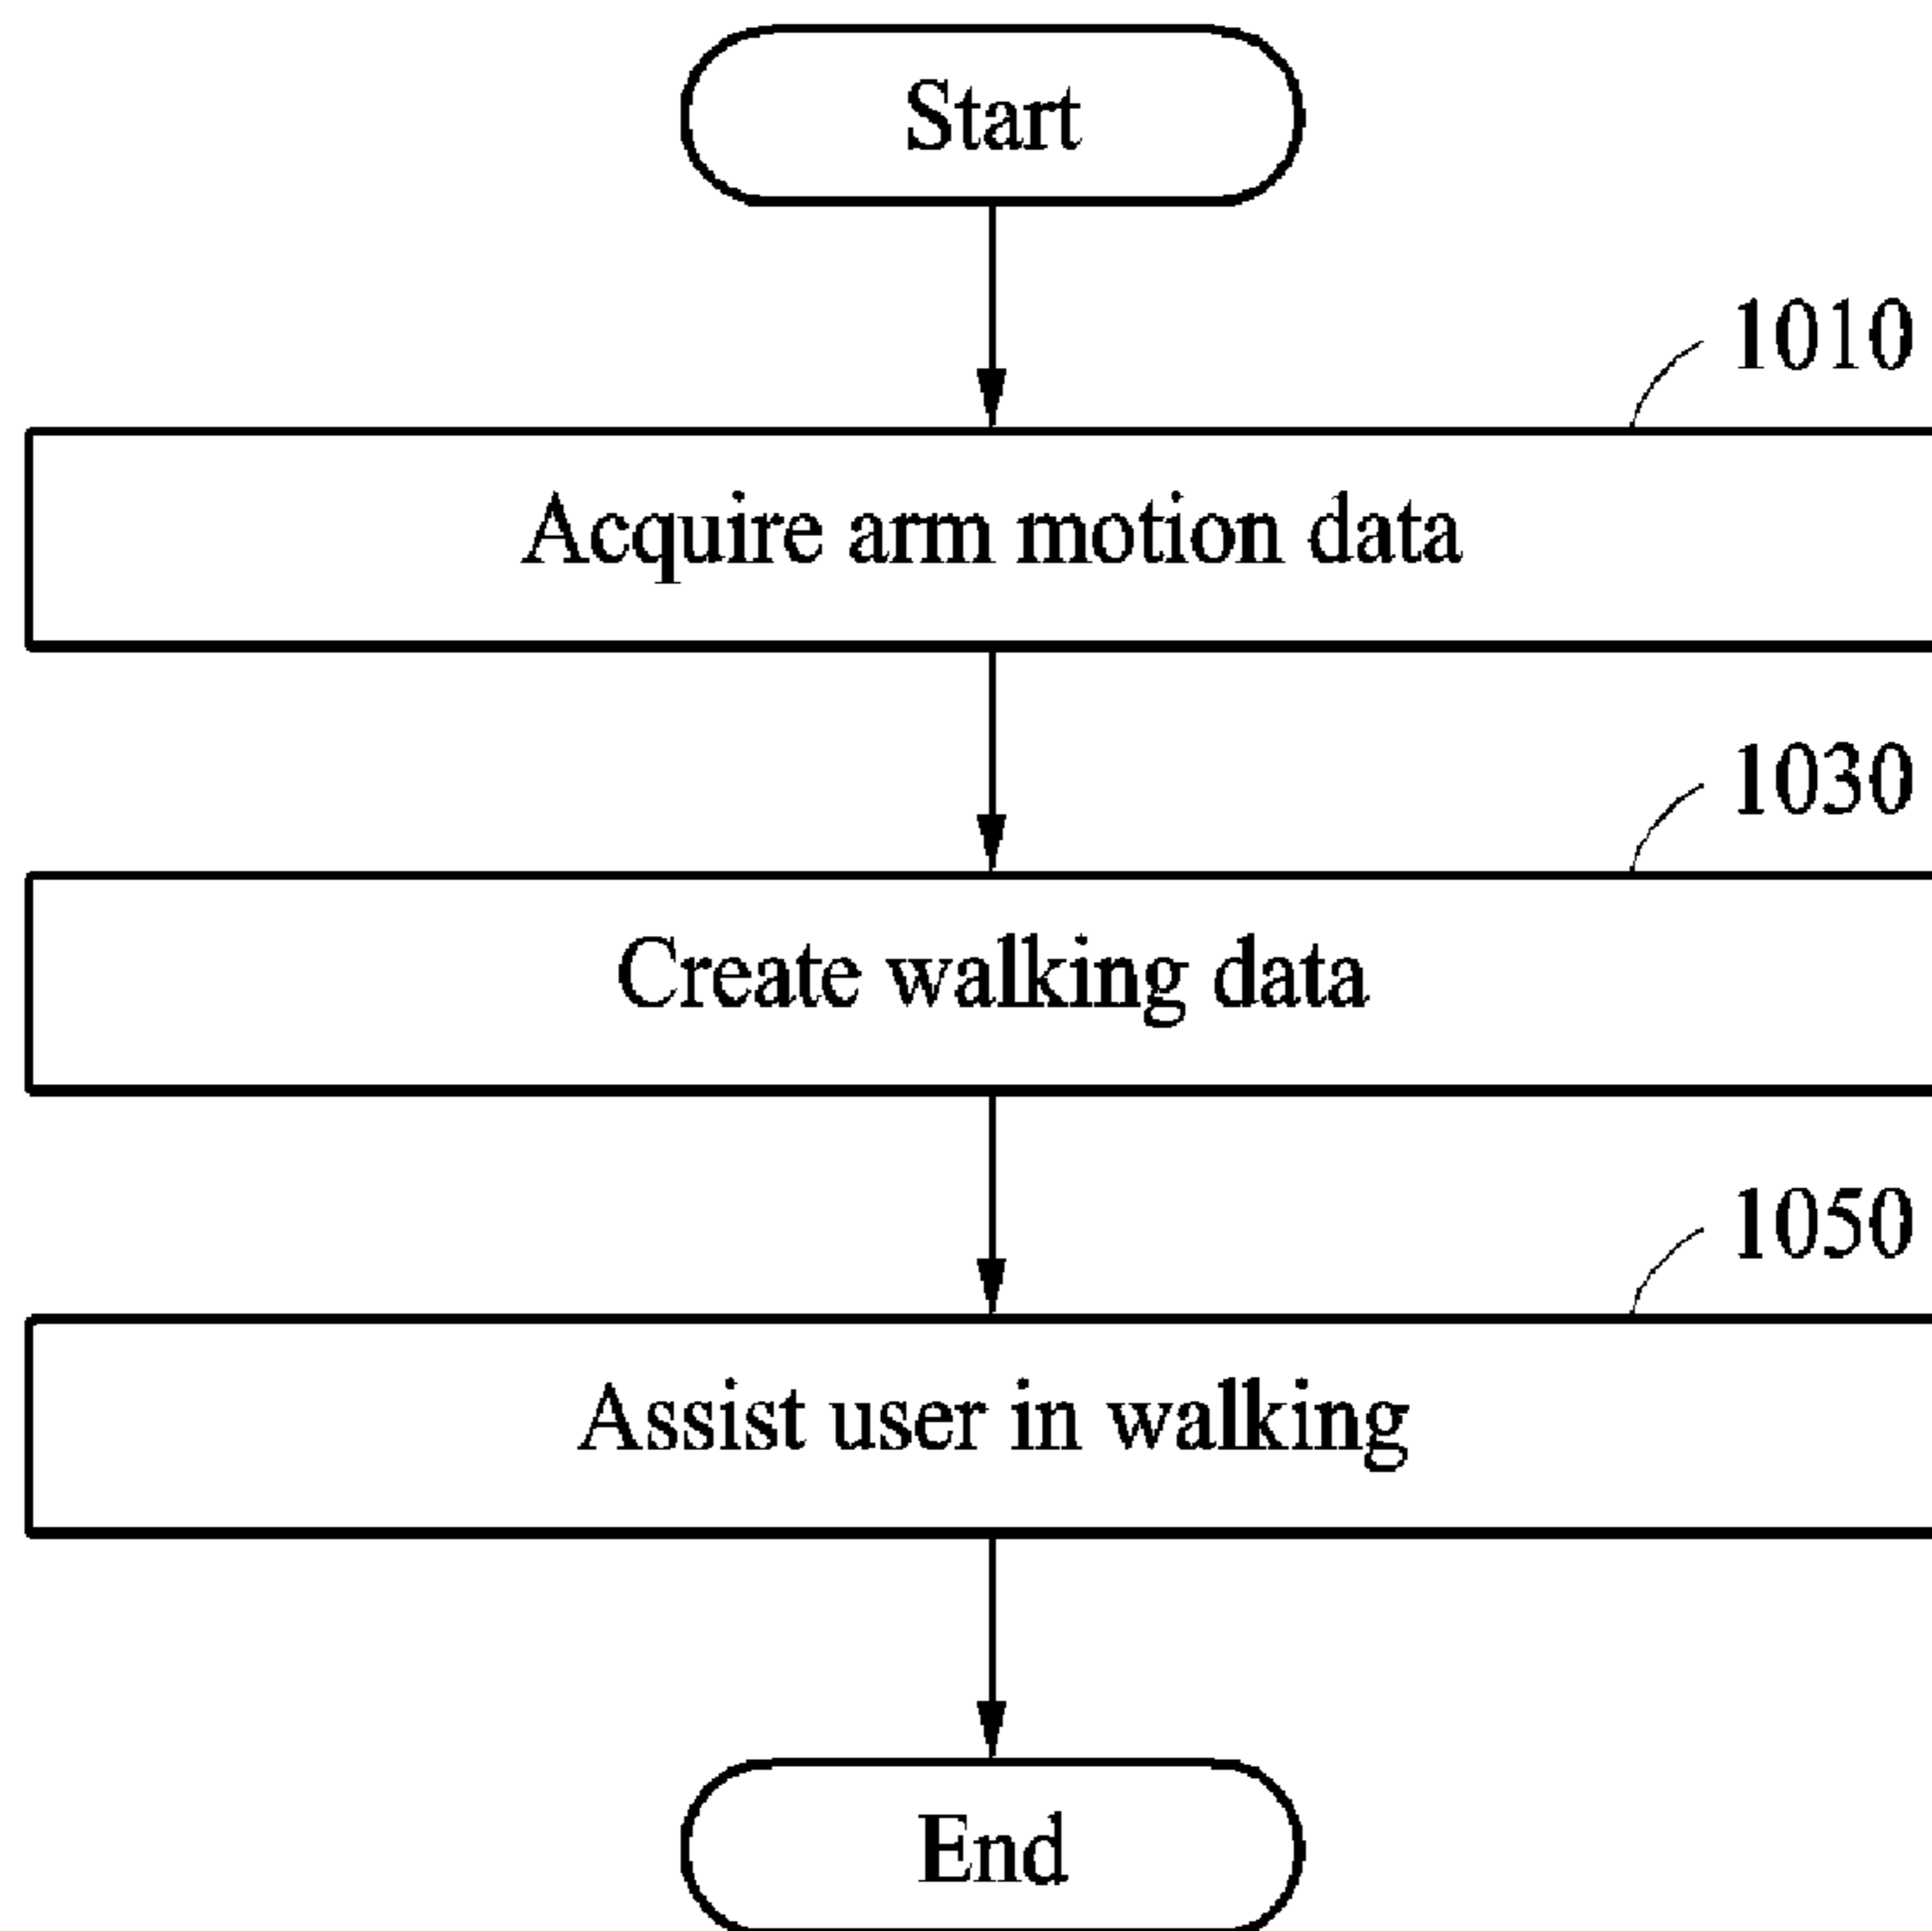 Start
1010
Acquire arm motion data
1030
Create walking data
1050
Assist user in walking
End